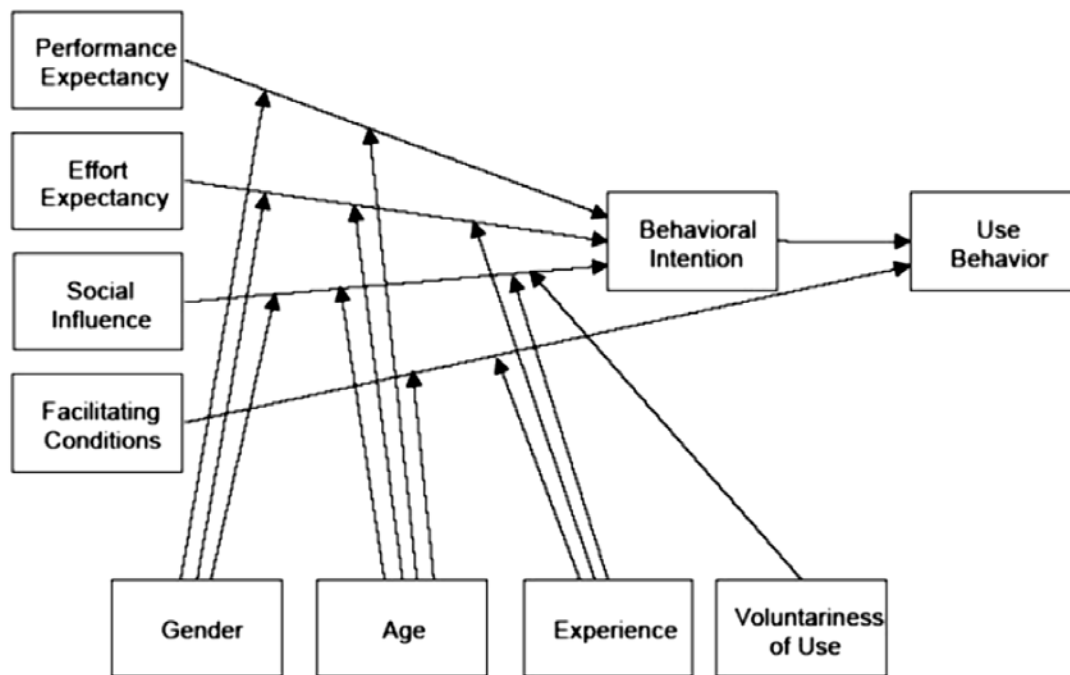 Performance
Expectancy
Effort
Expectancy
Social
Influence
Facilitating
Conditions
Behavioral
Intention
Use
Behavior
Gender
Age
Experience
Voluntariness
of Use